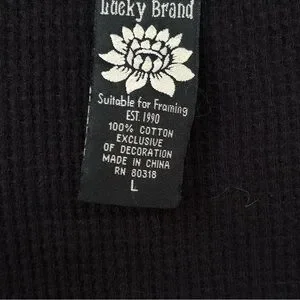 Lucky Brand
Suitable for Framing
EST. 1990
100% COTTON
EXCLUSIVE
OF DECORATION
MADE IN CHINA
RN 80318
L